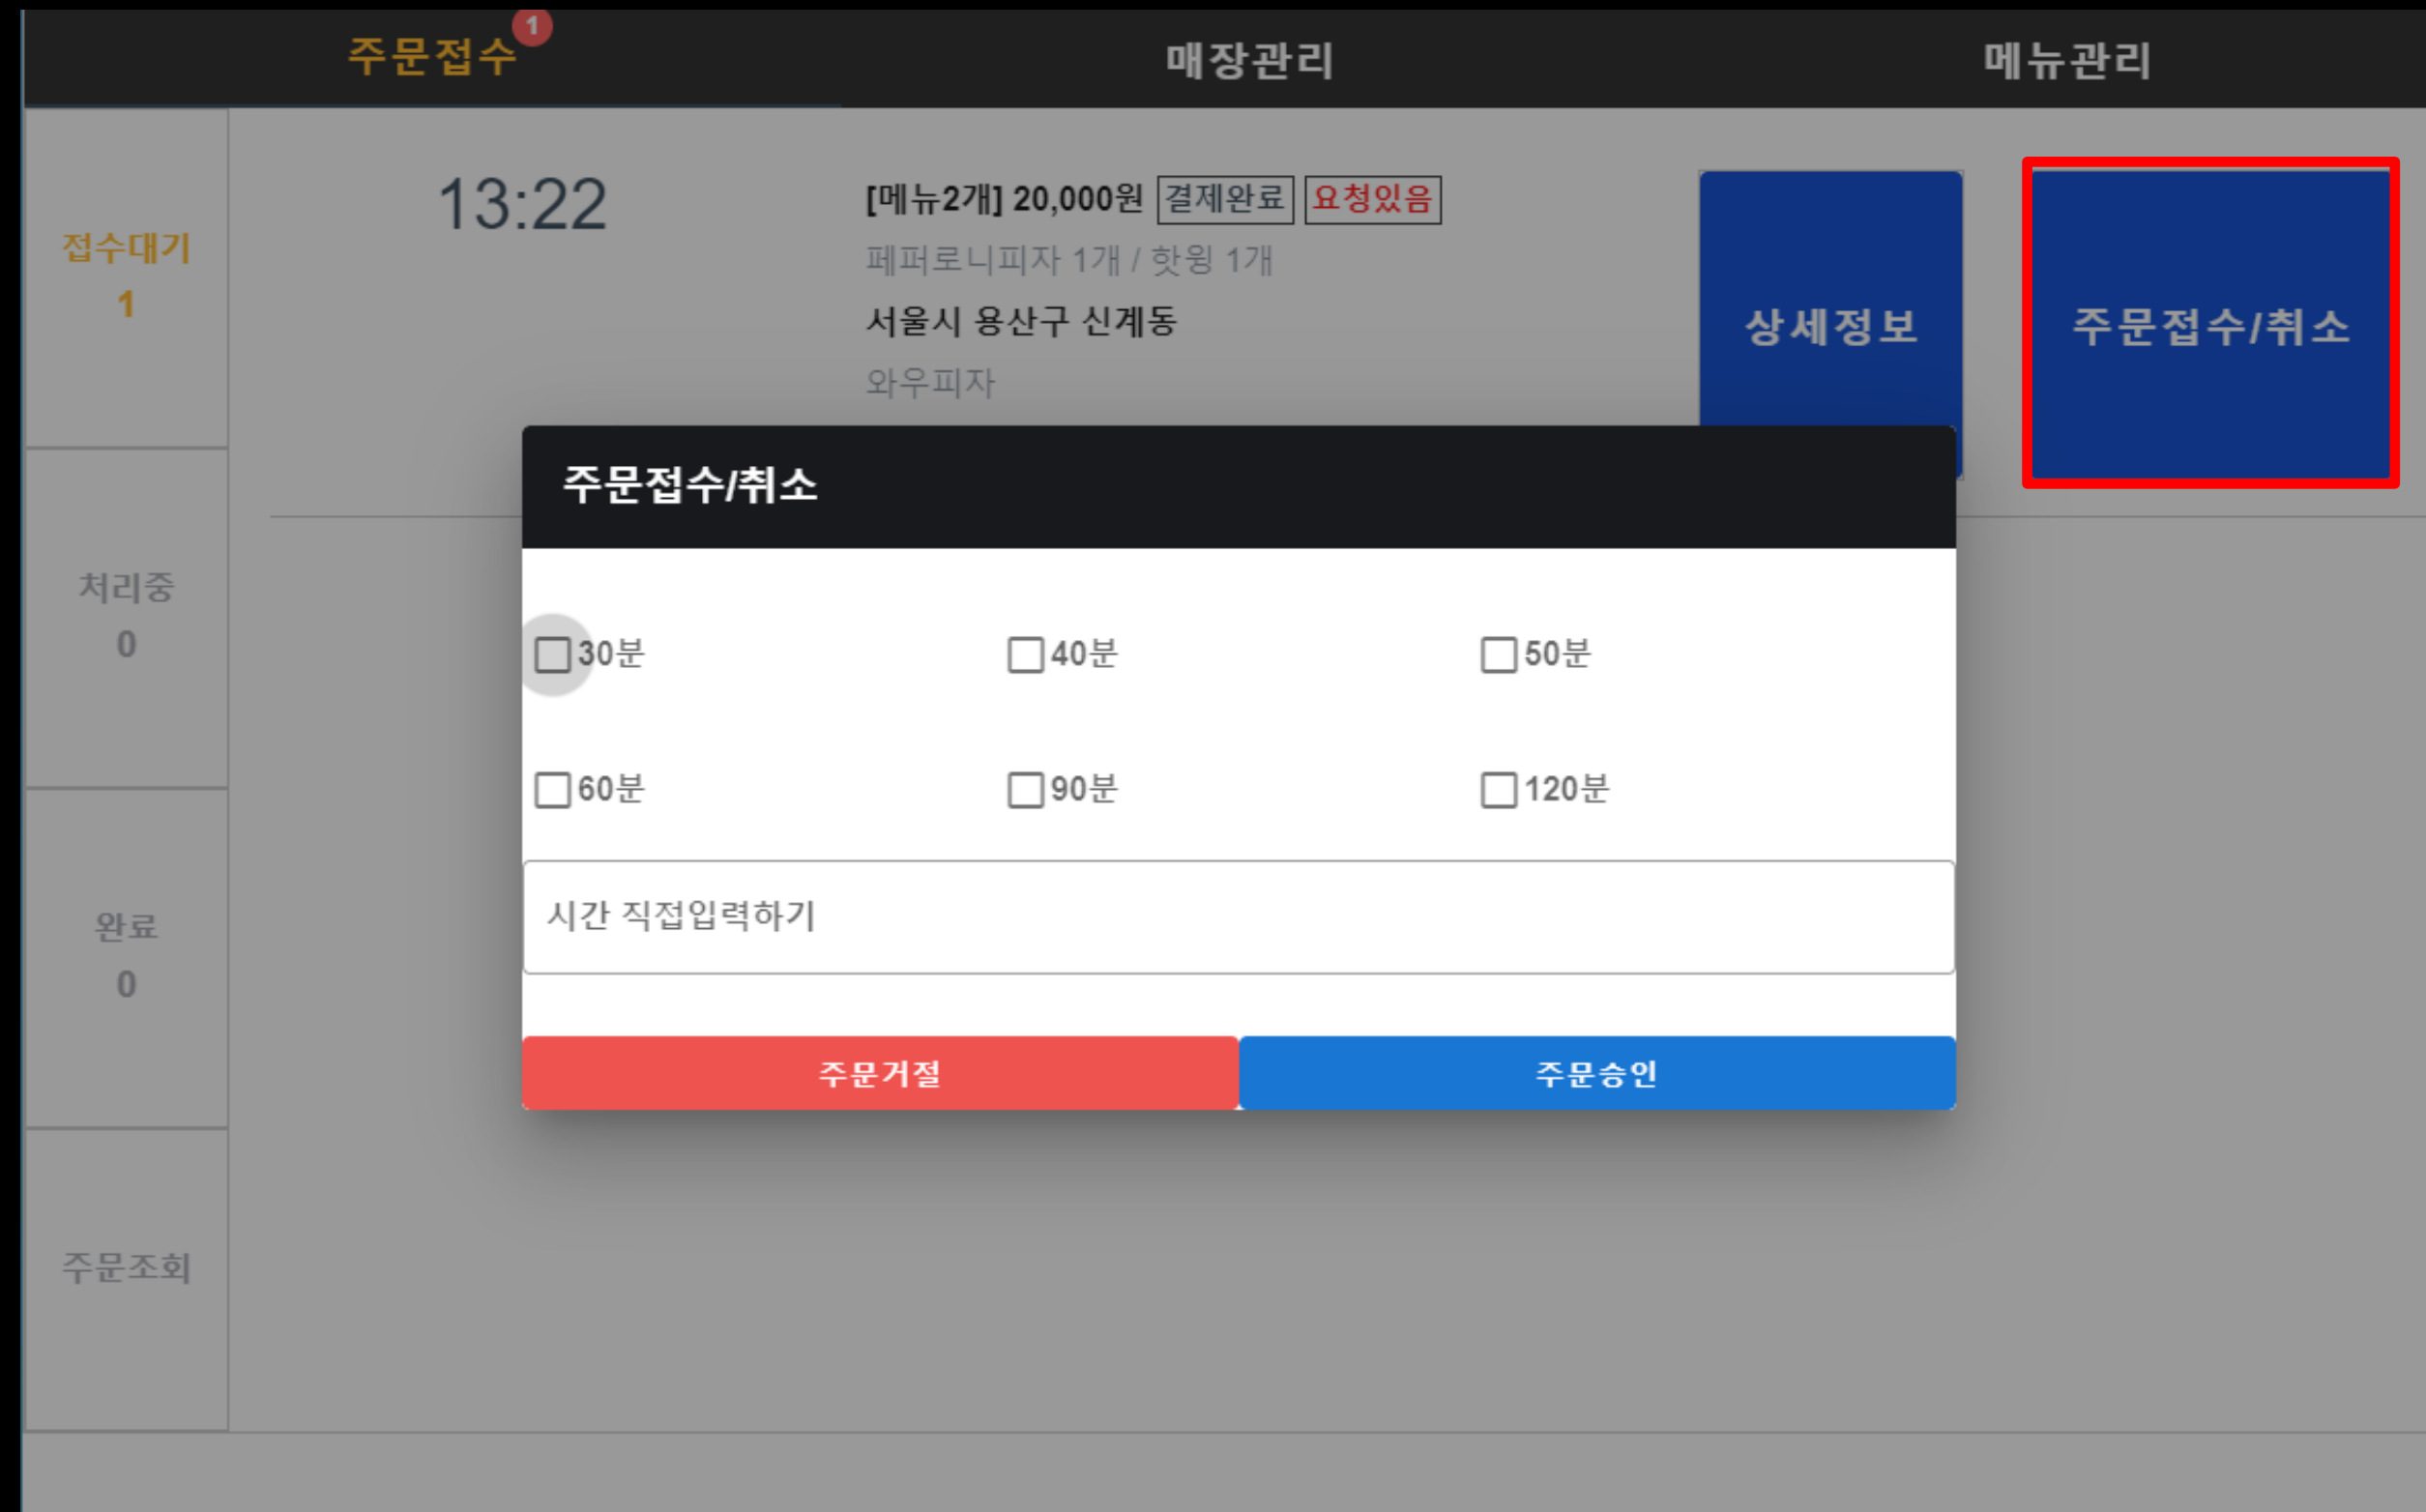 주문접수 1
매장관리
메뉴관리
접수대기
1
처리중
0
완료
0
주문조회
13:22
[메뉴2개] 20,000원 결제완료 요청있음
페퍼로니피자 1개 / 핫윙 1개
서울시 용산구 신계동
와우피자
상세정보
주문접수/취소
주문접수/취소
30분 40분 50분
60분 90분 120분
시간 직접입력하기
주문거절 주문승인